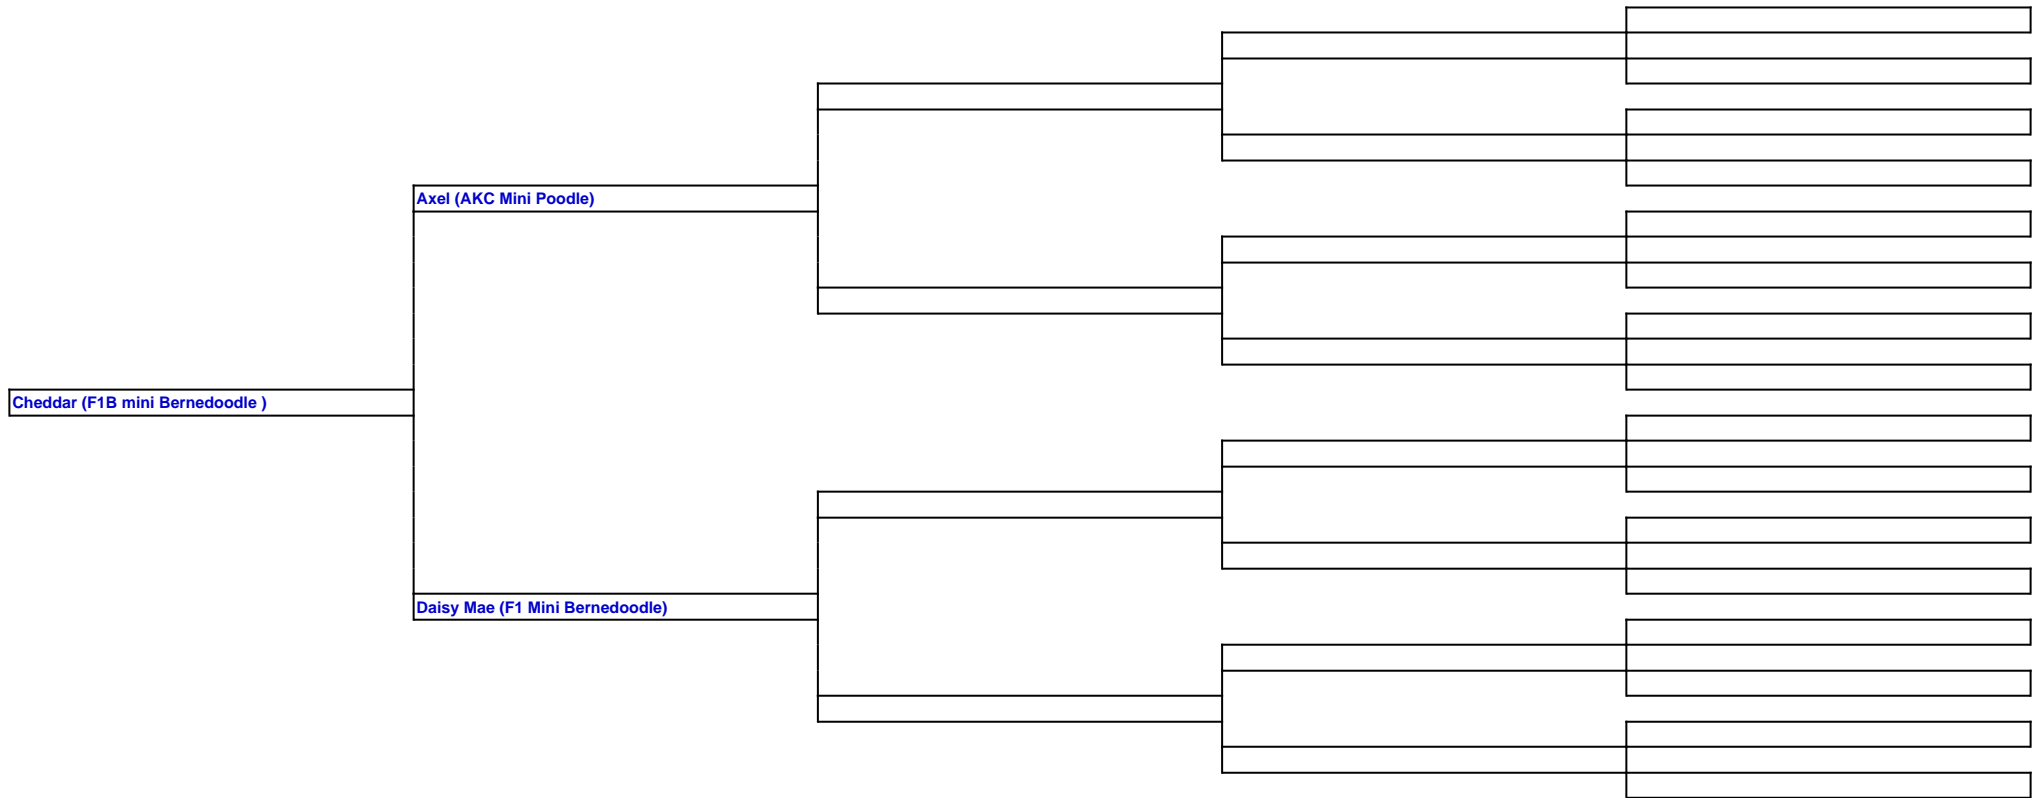 Axel (AKC Mini Poodle)
Cheddar (F1B mini Bernedoodle )
Daisy Mae (F1 Mini Bernedoodle)